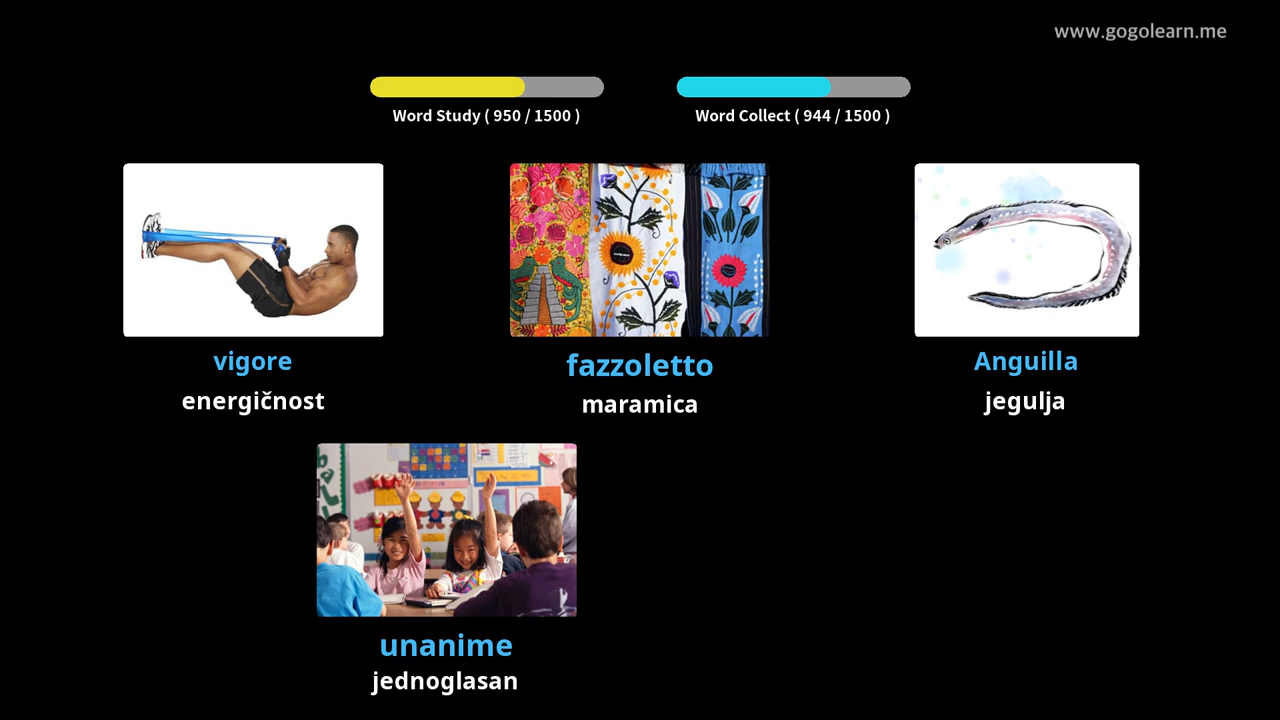 www.gogolearn.me
Word Study ( 950 / 1500 )
Word Collect ( 944 / 1500 )
vigore
fazzoletto
Anguilla
energičnost
maramica
jegulja
unanime
jednoglasan